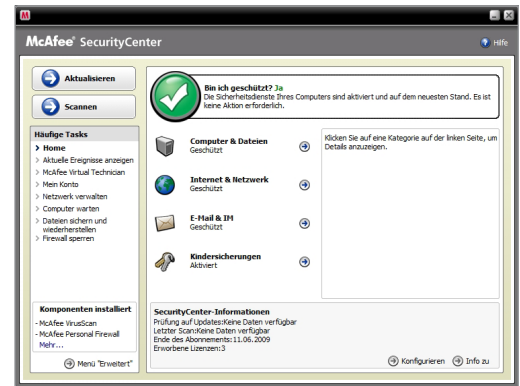 M
McAfee® SecurityCenter
Hilfe
Aktualisieren
Scannen
Häufige Tasks
Home
Aktuelle Ereignisse anzeigen
McAfee Virtual Technician
Mein Konto
Netzwerk verwalten
Computer warten
Dateien sichern und
wiederherstellen
Firewall sperren
Komponenten installiert
- McAfee VirusScan
- McAfee Personal Firewall
Mehr...
Menü "Erweitert"
Bin ich geschützt? Ja
Die Sicherheitsdienste Ihres Computers sind aktiviert und auf dem neuesten Stand. Es ist
keine Aktion erforderlich.
Computer & Dateien
Geschützt
Internet & Netzwerk
Geschützt
E-Mail & IM
Geschützt
Kindersicherungen
Aktiviert
Klicken Sie auf eine Kategorie auf der linken Seite, um
Details anzuzeigen.
SecurityCenter-Informationen
Prüfung auf Updates:Keine Daten verfügbar
Letzter Scan:Keine Daten verfügbar
Ende des Abonnements:11.06.2009
Erworbene Lizenzen:3
Konfigurieren
Info zu